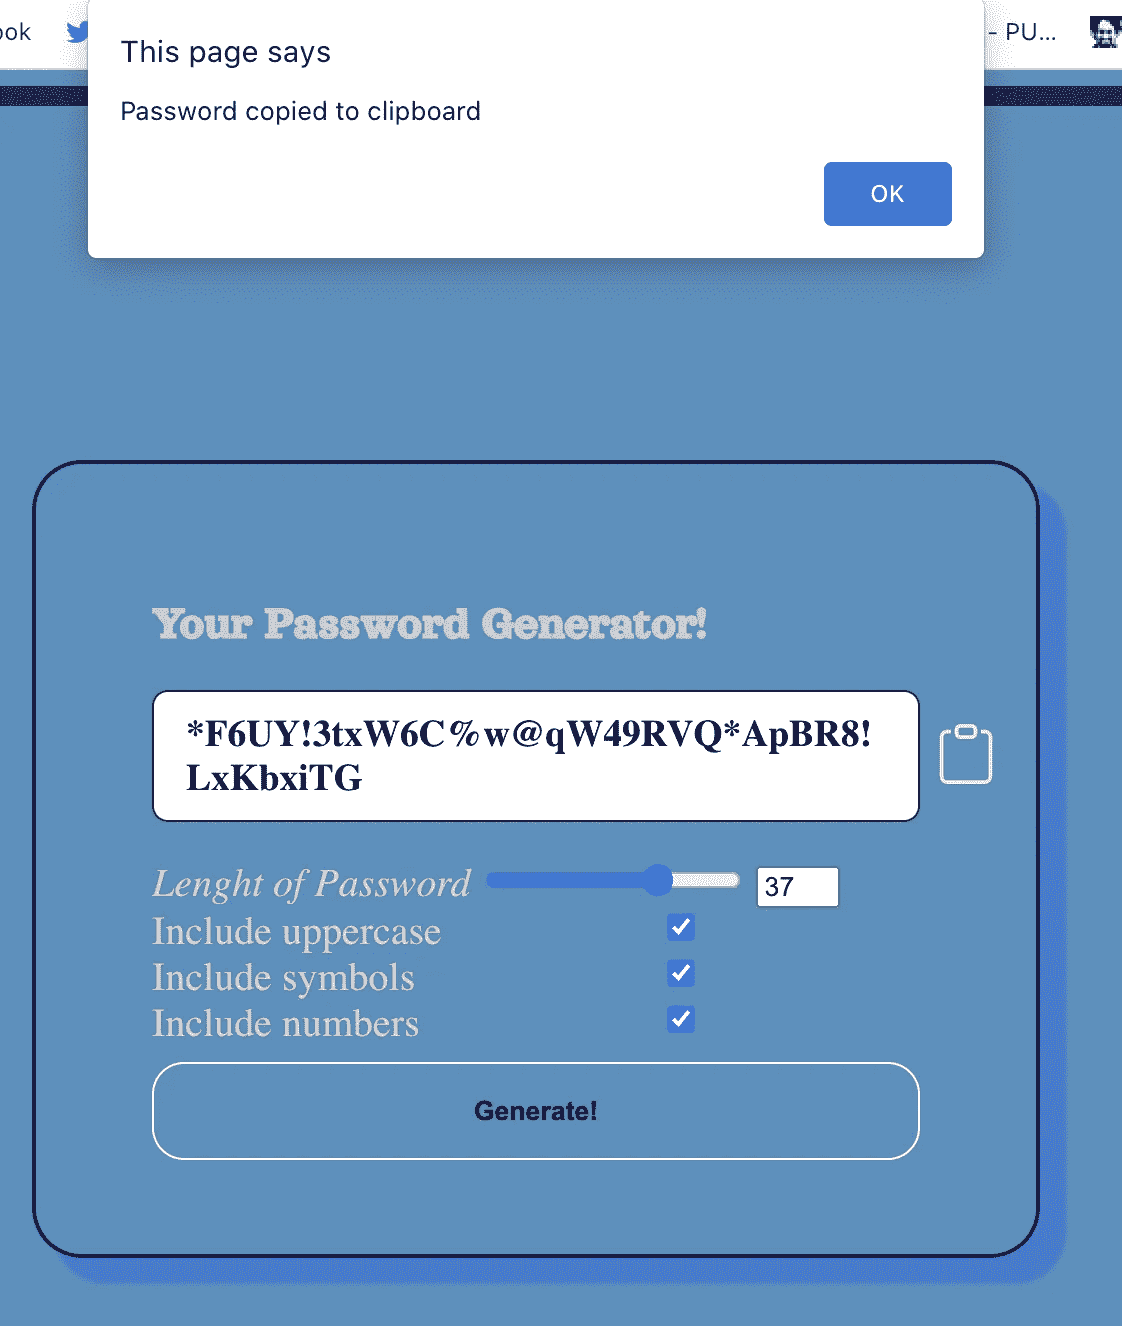 ook
- PU...
This page says
Password copied to clipboard
OK
Your Password Generator!
*F6UY!3txW6C%w@qW49RVQ*ApBR8!
LxKbxiTG
Lenght of Password 37
Include uppercase
Include symbols
Include numbers
Generate!